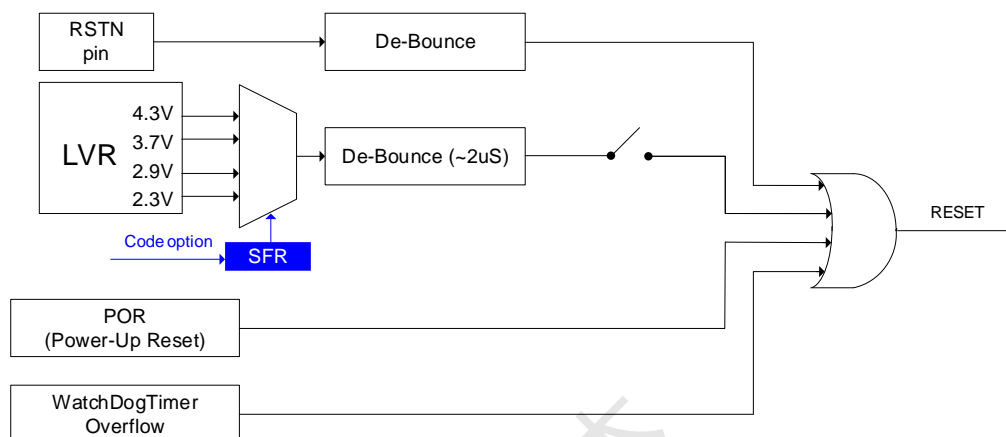 RSTN
pin
De-Bounce
LVR
4.3V
3.7V
2.9V
2.3V
De-Bounce (~2uS)
Code option
SFR
RESET
POR
(Power-Up Reset)
WatchDogTimer
Overflow